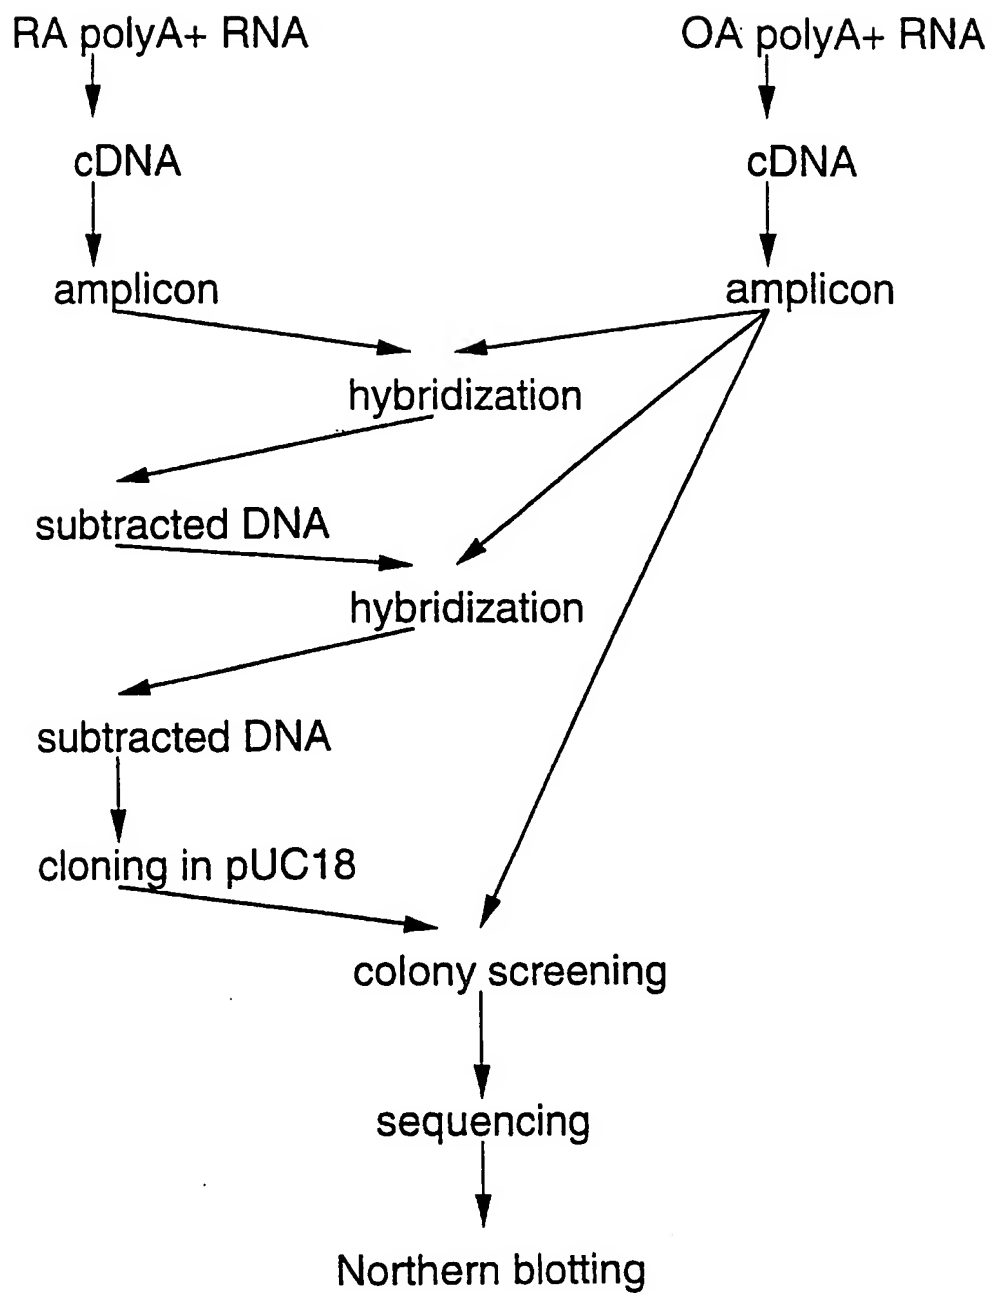 RA polyA+ RNA
OA polyA+ RNA
cDNA
cDNA
amplicon
amplicon
hybridization
subtracted DNA
hybridization
subtracted DNA
cloning in pUC18
colony screening
sequencing
Northern blotting